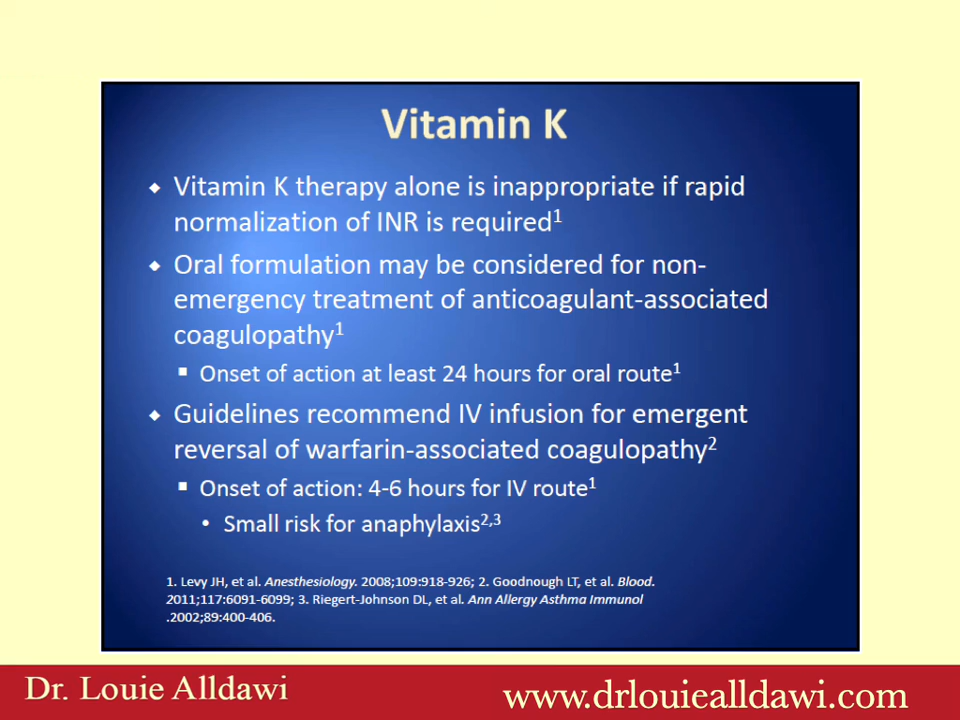 Vitamin K
◆ Vitamin K therapy alone is inappropriate if rapid
normalization of INR is required¹
◆ Oral formulation may be considered for non-
emergency treatment of anticoagulant-associated
coagulopathy¹
▪ Onset of action at least 24 hours for oral route¹
◆ Guidelines recommend IV infusion for emergent
reversal of warfarin-associated coagulopathy²
▪ Onset of action: 4-6 hours for IV route¹
• Small risk for anaphylaxis²,³
1. Levy JH, et al. Anesthesiology. 2008;109:918-926; 2. Goodnough LT, et al. Blood.
2011;117:6091-6099; 3. Riegert-Johnson DL, et al. Ann Allergy Asthma Immunol
.2002;89:400-406.
Dr. Louie Alldawi
www.drlouiealldawi.com